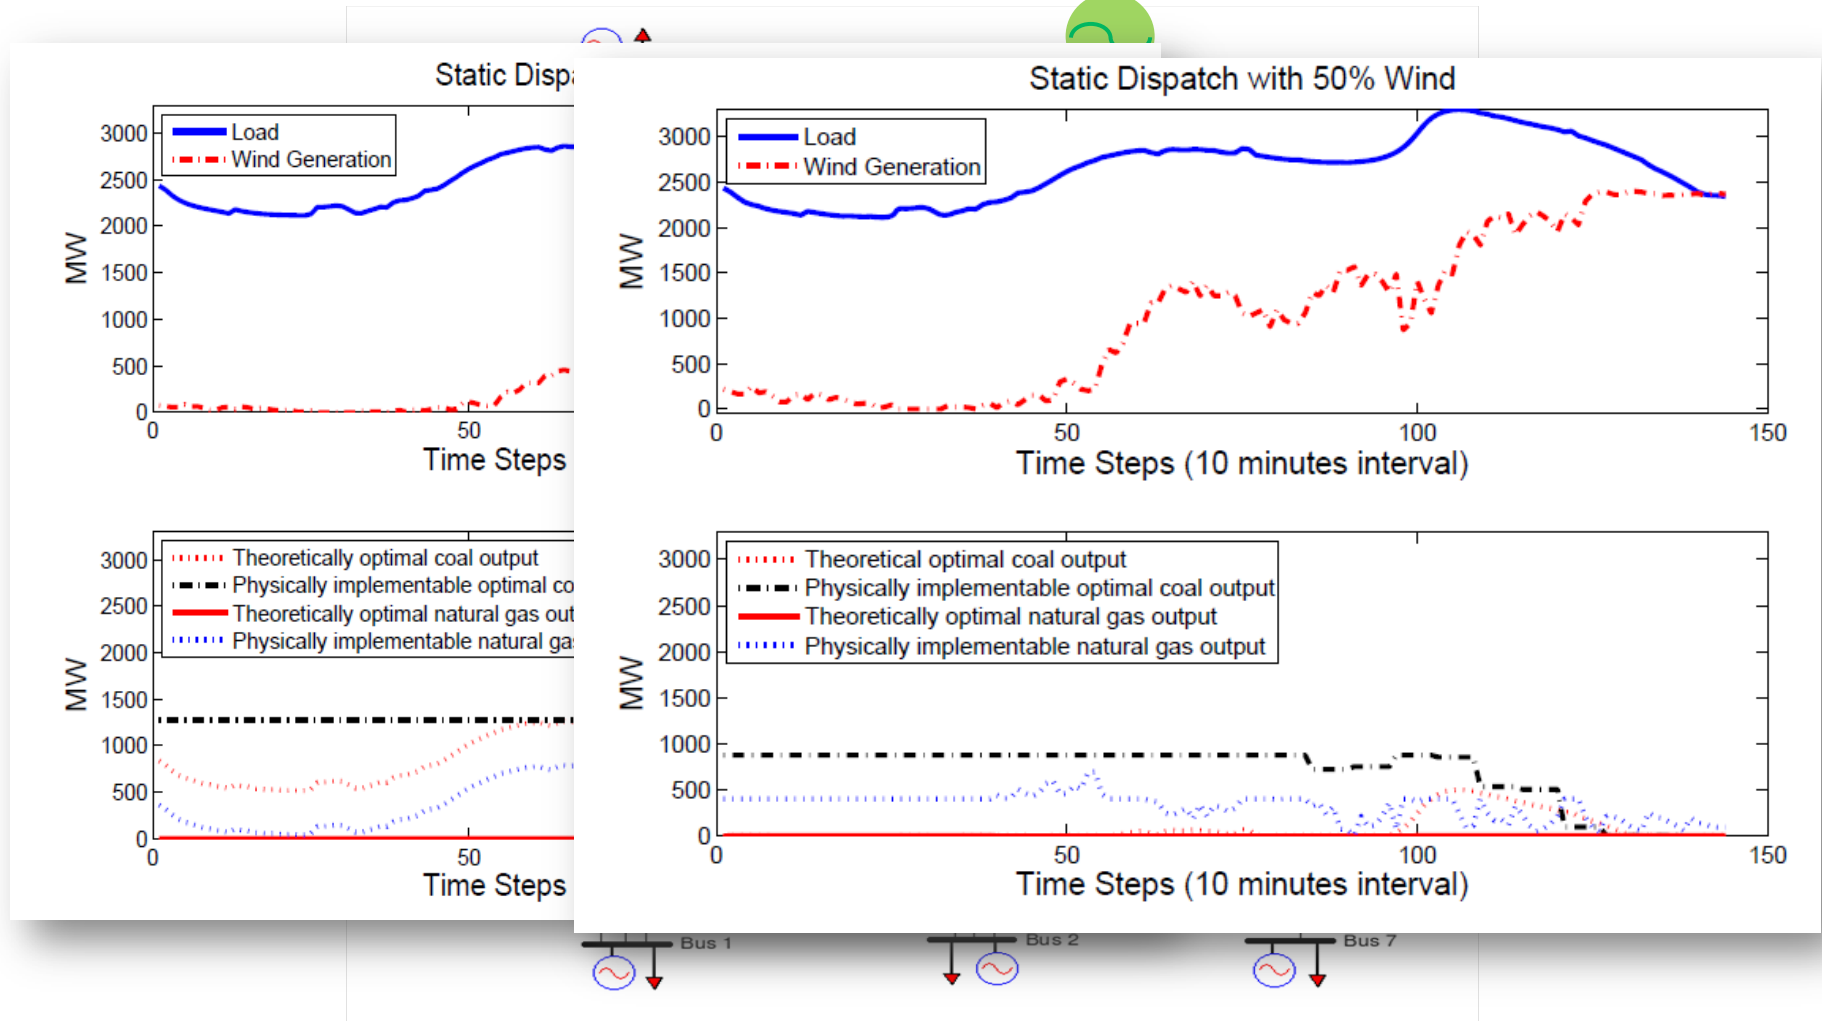 Static Disp
Load
Wind Generation
3000
2500
2000
1500
1000
500
0
MW
0
50
Time Steps
Theoretically optimal coal output
Physically implementable optimal co
Theoretically optimal natural gas out
Physically implementable natural ga
3000
2500
2000
1500
1000
500
0
MW
0
50
Time Steps
Static Dispatch with 50% Wind
Load
Wind Generation
3000
2500
2000
1500
1000
500
0
MW
0
50
100
150
Time Steps (10 minutes interval)
Theoretical optimal coal output
Physically implementable optimal coal output
Theoretically optimal natural gas output
Physically implementable natural gas output
3000
2500
2000
1500
1000
500
0
MW
0
50
100
150
Time Steps (10 minutes interval)
Bus 1
Bus 2
Bus 7